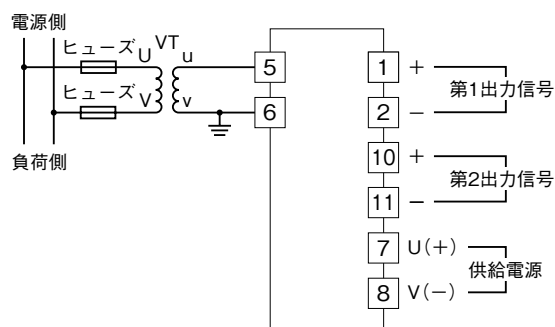 電源側
ヒューズ U VT u
ヒューズ V v
負荷側
5
6
1 +
2 −
第1出力信号
10 +
11 −
第2出力信号
7 U(+)
8 V(−)
供給電源